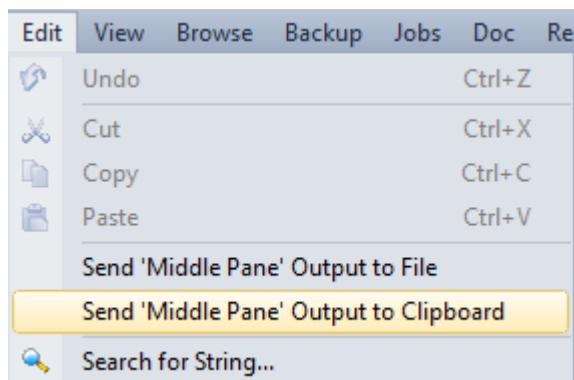 Edit View Browse Backup Jobs Doc Re
Undo Ctrl+Z
Cut Ctrl+X
Copy Ctrl+C
Paste Ctrl+V
Send 'Middle Pane' Output to File
Send 'Middle Pane' Output to Clipboard
Search for String...